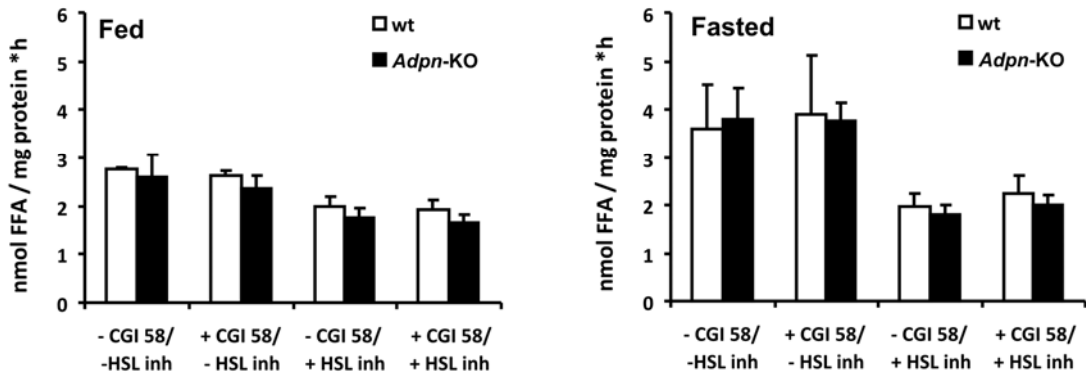 Fed
wt
Adpn-KO
nmol FFA / mg protein *h
6
5
4
3
2
1
0
- CGI 58/
-HSL inh
+ CGI 58/
- HSL inh
- CGI 58/
+ HSL inh
+ CGI 58/
+ HSL inh
Fasted
wt
Adpn-KO
nmol FFA / mg protein *h
6
5
4
3
2
1
0
- CGI 58/
-HSL inh
+ CGI 58/
- HSL inh
- CGI 58/
+ HSL inh
+ CGI 58/
+ HSL inh